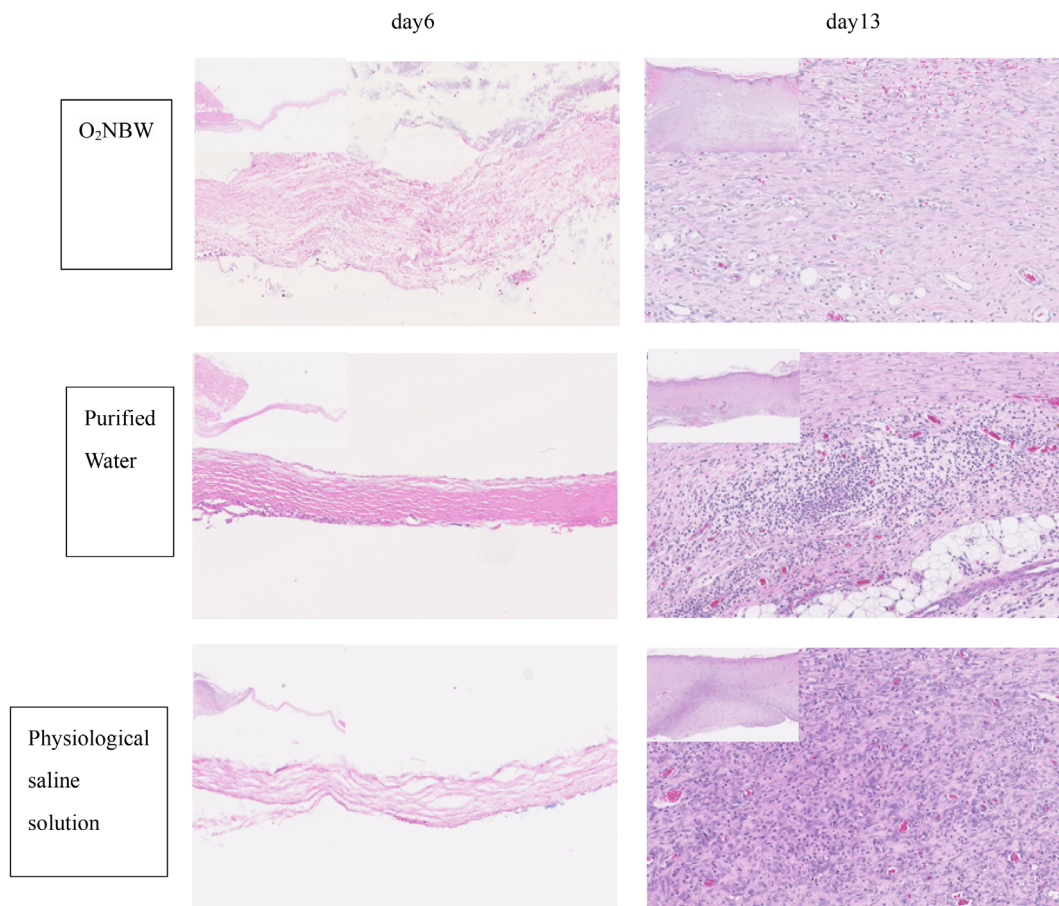 day6
day13
O₂NBW
Purified
Water
Physiological
saline
solution